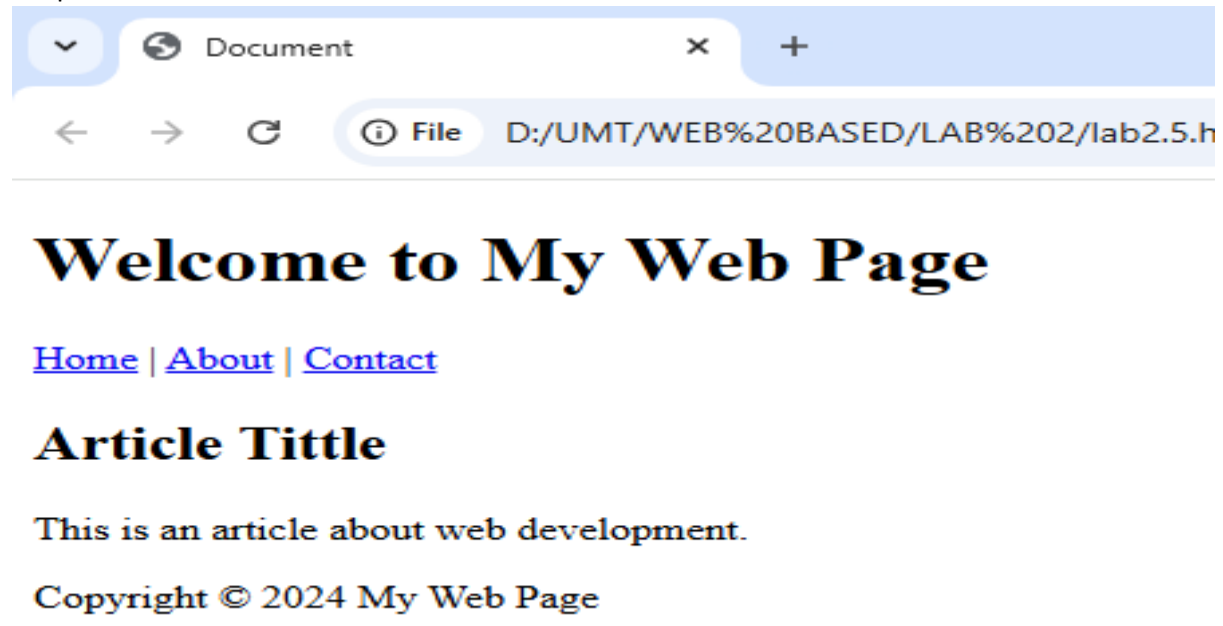 Document
File D:/UMT/WEB%20BASED/LAB%202/lab2.5.h
Welcome to My Web Page
Home | About | Contact
Article Tittle
This is an article about web development.
Copyright © 2024 My Web Page